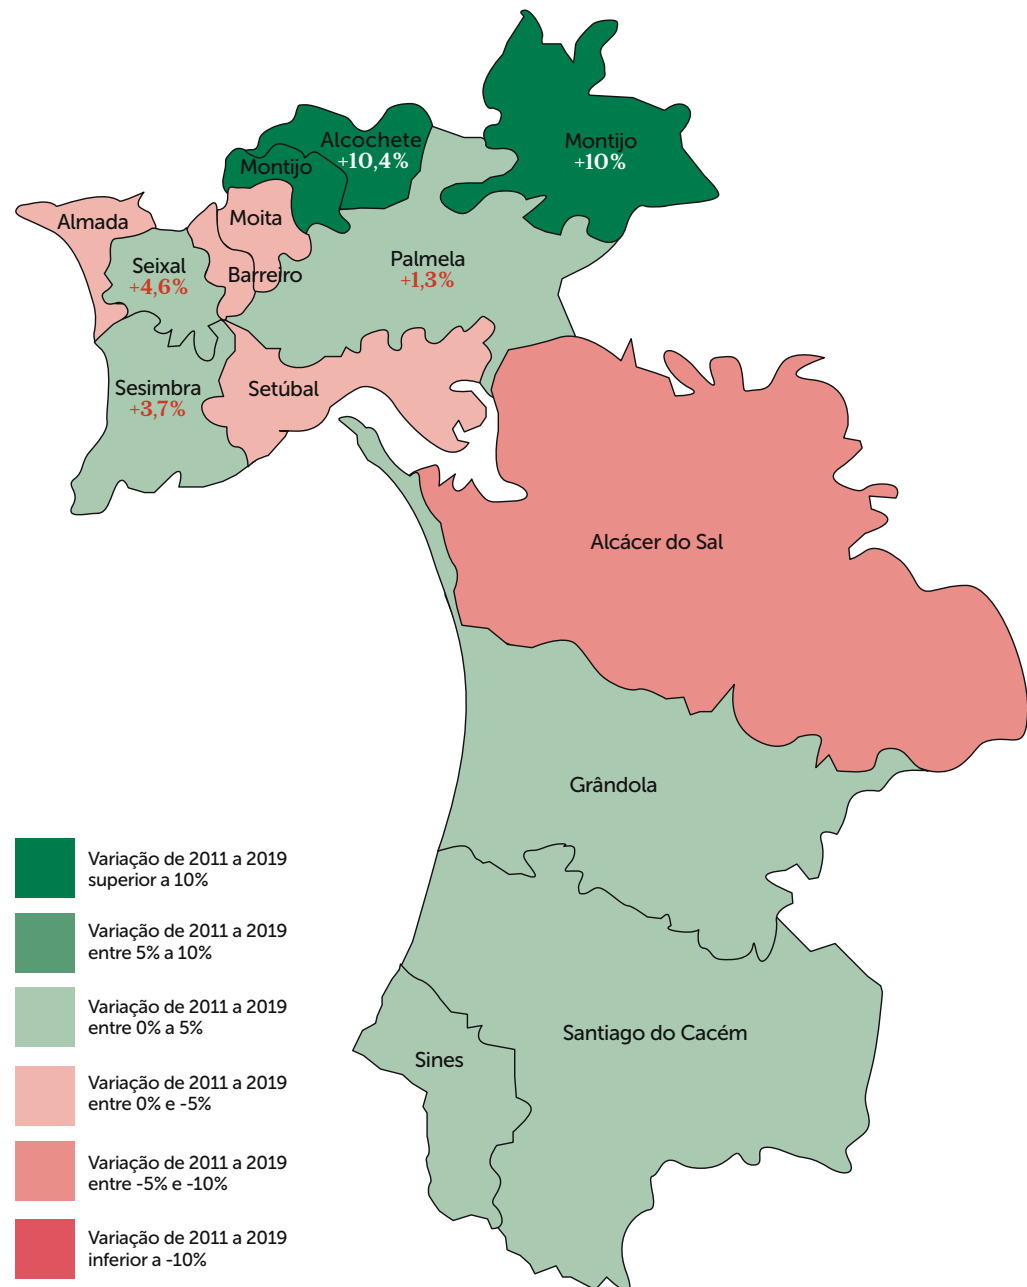 Alcochete
+10,4%
Montijo
+10%
Montijo
Almada
Moita
Seixal
+4,6%
Barreiro
Palmela
+1,3%
Sesimbra
+3,7%
Setúbal
Alcácer do Sal
Grândola
Santiago do Cacém
Sines
Variação de 2011 a 2019
superior a 10%
Variação de 2011 a 2019
entre 5% a 10%
Variação de 2011 a 2019
entre 0% a 5%
Variação de 2011 a 2019
entre 0% e -5%
Variação de 2011 a 2019
entre -5% e -10%
Variação de 2011 a 2019
inferior a -10%